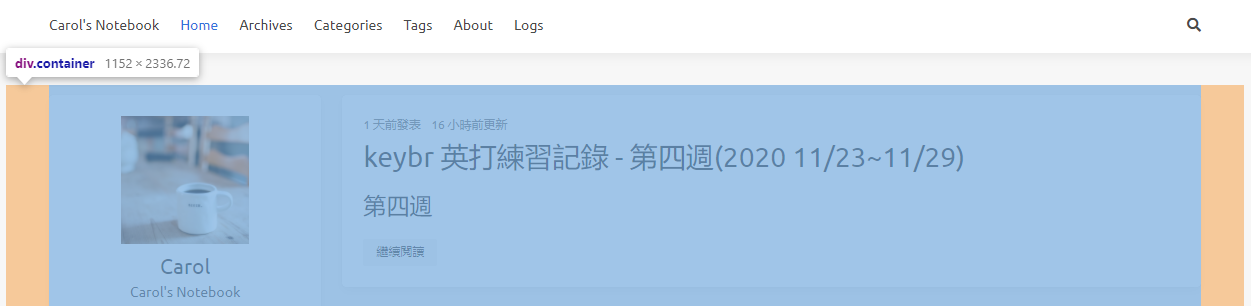 Carol's Notebook Home Archives Categories Tags About Logs
div.container 1152 × 2336.72
1 天前發表 16 小時前更新
keybr 英打練習記錄 - 第四週(2020 11/23~11/29)
第四週
繼續閱讀
Carol
Carol's Notebook